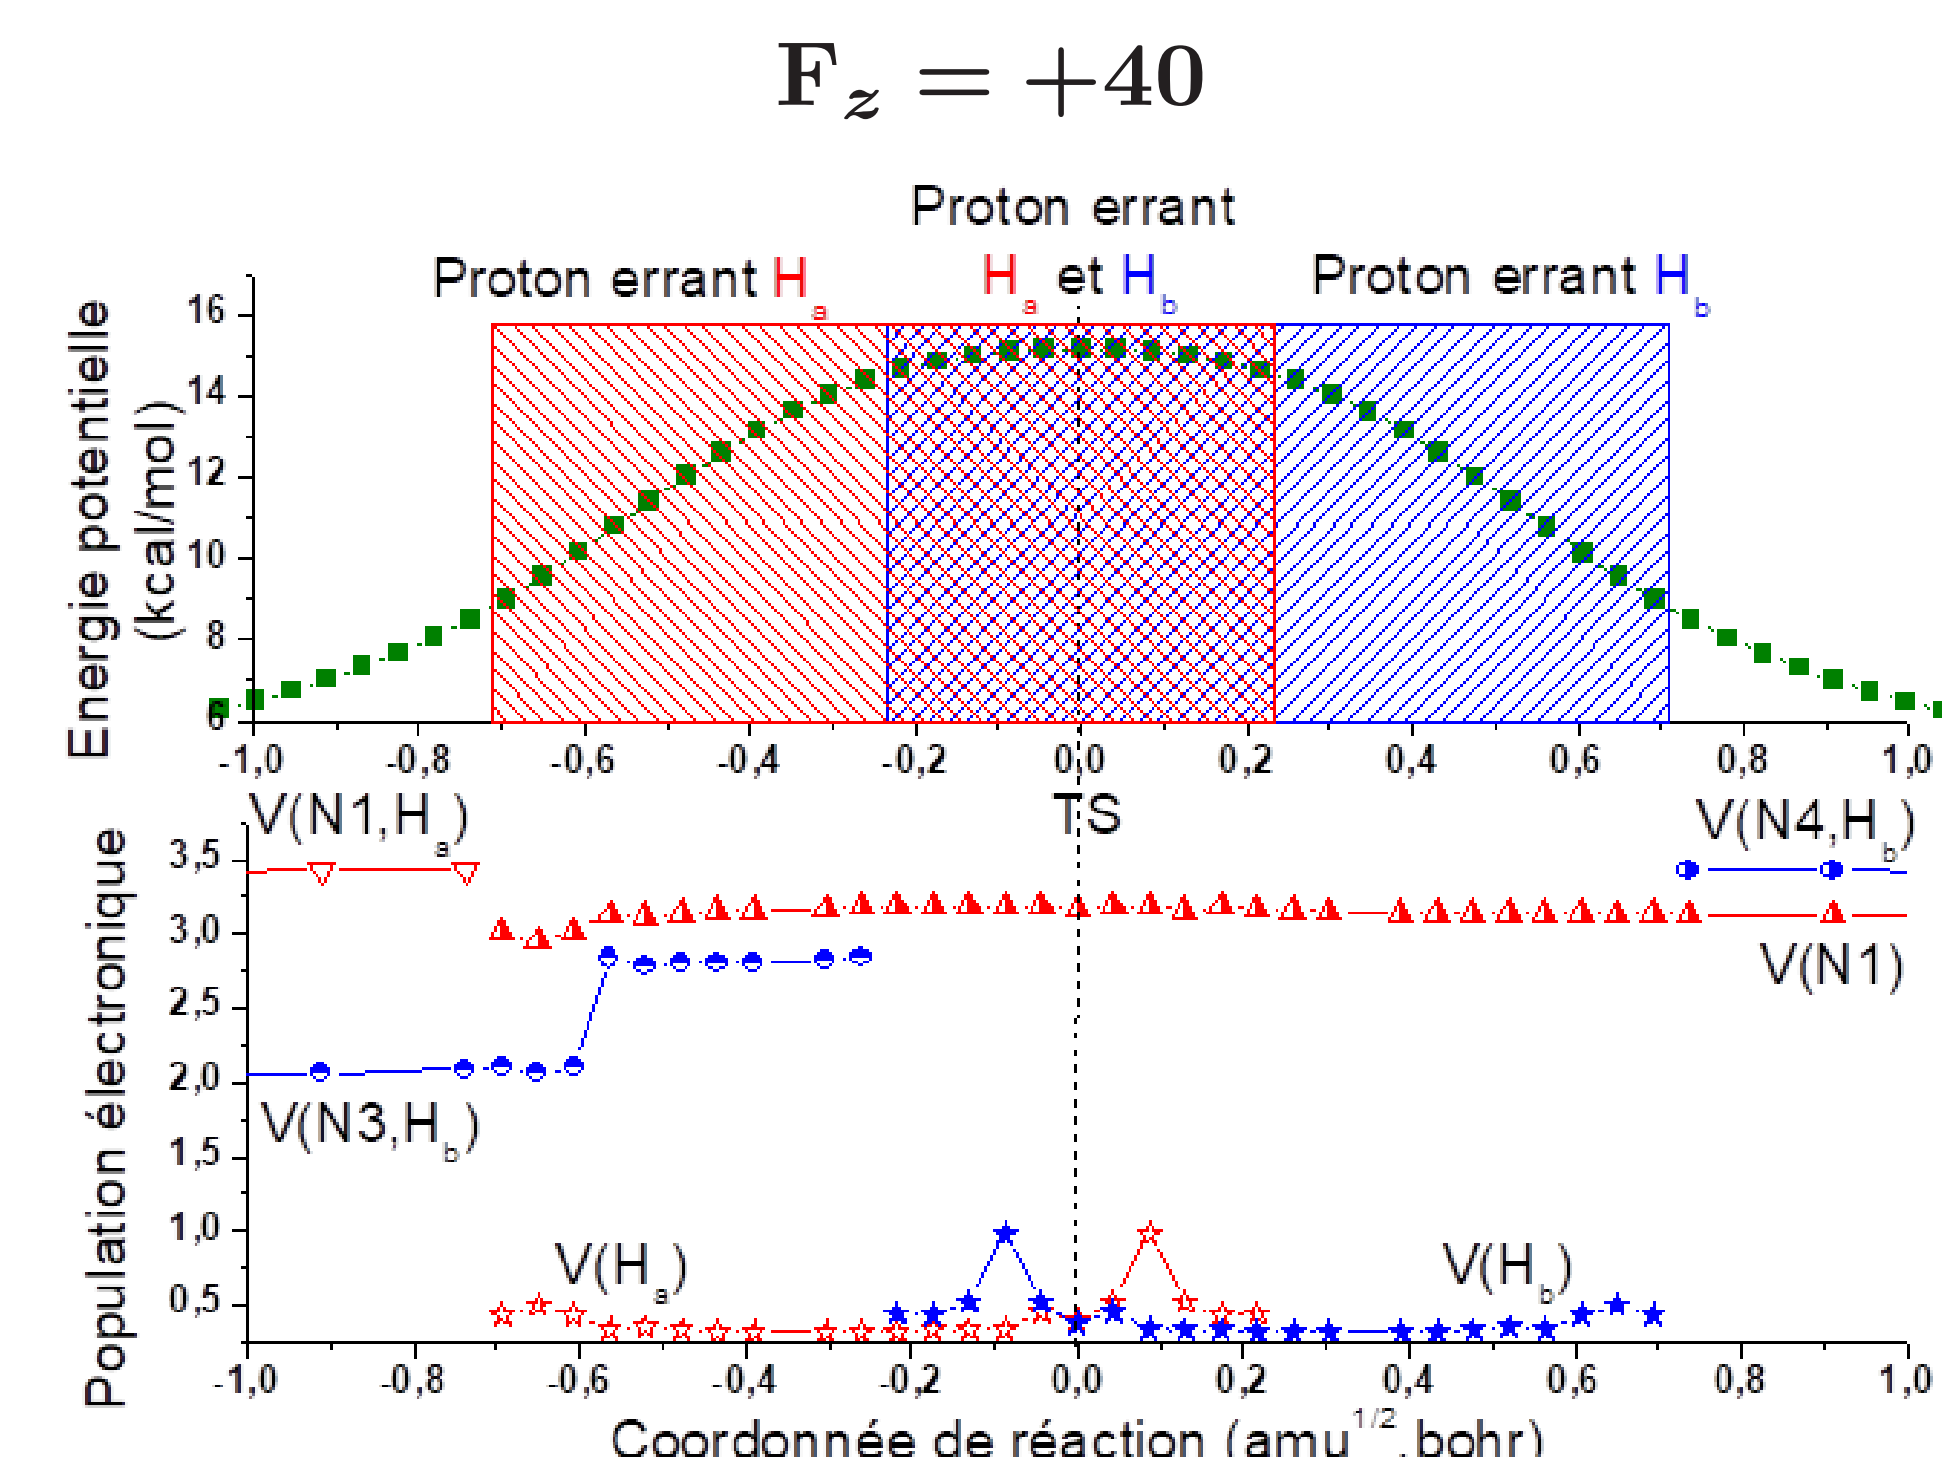 F_z = +40
Proton errant
Proton errant H_a
H_a et H_b
Proton errant H_b
Energie potentielle
(kcal/mol)
16
14
12
10
8
6
-1,0 -0,8 -0,6 -0,4 -0,2 0,0 0,2 0,4 0,6 0,8 1,0
TS
V(N1,H_a)
V(N4,H_b)
Population électronique
3,5
3,0
2,5
2,0
1,5
1,0
0,5
V(N1)
V(N3,H_b)
V(H_a)
V(H_b)
-1,0 -0,8 -0,6 -0,4 -0,2 0,0 0,2 0,4 0,6 0,8 1,0
Coordonnée de réaction (amu^1/2.bohr)